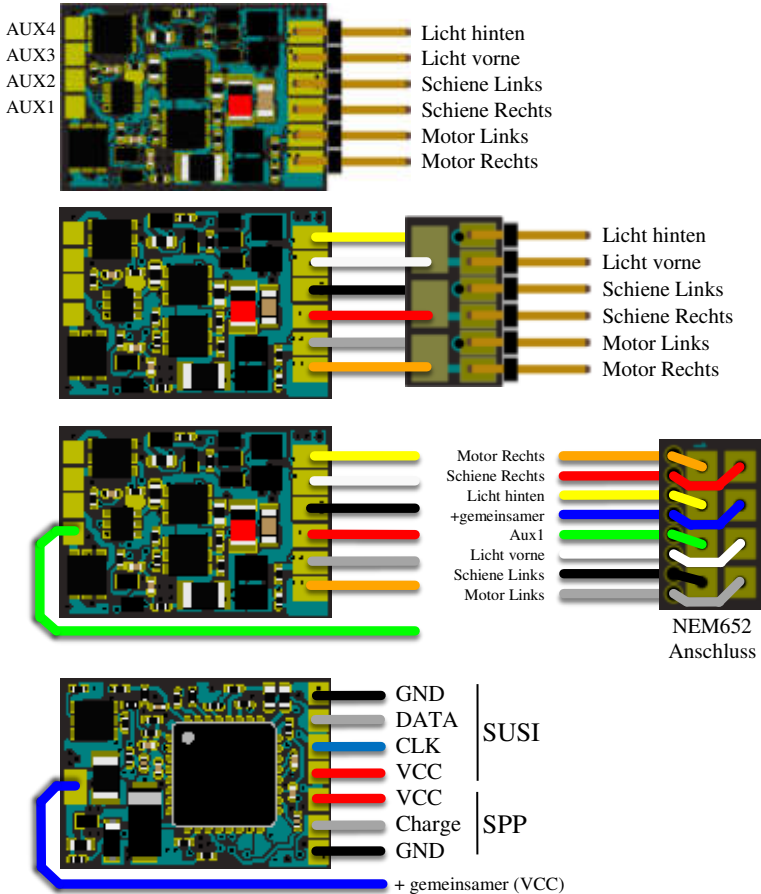 AUX4
AUX3
AUX2
AUX1
Licht hinten
Licht vorne
Schiene Links
Schiene Rechts
Motor Links
Motor Rechts
Licht hinten
Licht vorne
Schiene Links
Schiene Rechts
Motor Links
Motor Rechts
Motor Rechts
Schiene Rechts
Licht hinten
+gemeinsamer
Aux1
Licht vorne
Schiene Links
Motor Links
NEM652
Anschluss
GND
DATA
CLK
VCC
SUSI
VCC
Charge
GND
SPP
+ gemeinsamer (VCC)